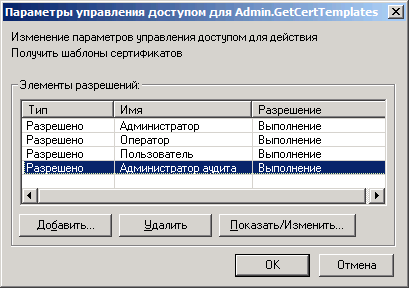 Параметры управления доступом для Admin.GetCertTemplates
Изменение параметров управления доступом для действия
Получить шаблоны сертификатов
Элементы разрешений:
Тип Имя Разрешение
Разрешено Администратор Выполнение
Разрешено Оператор Выполнение
Разрешено Пользователь Выполнение
Разрешено Администратор аудита Выполнение
Добавить... Удалить Показать/Изменить...
OK Отмена